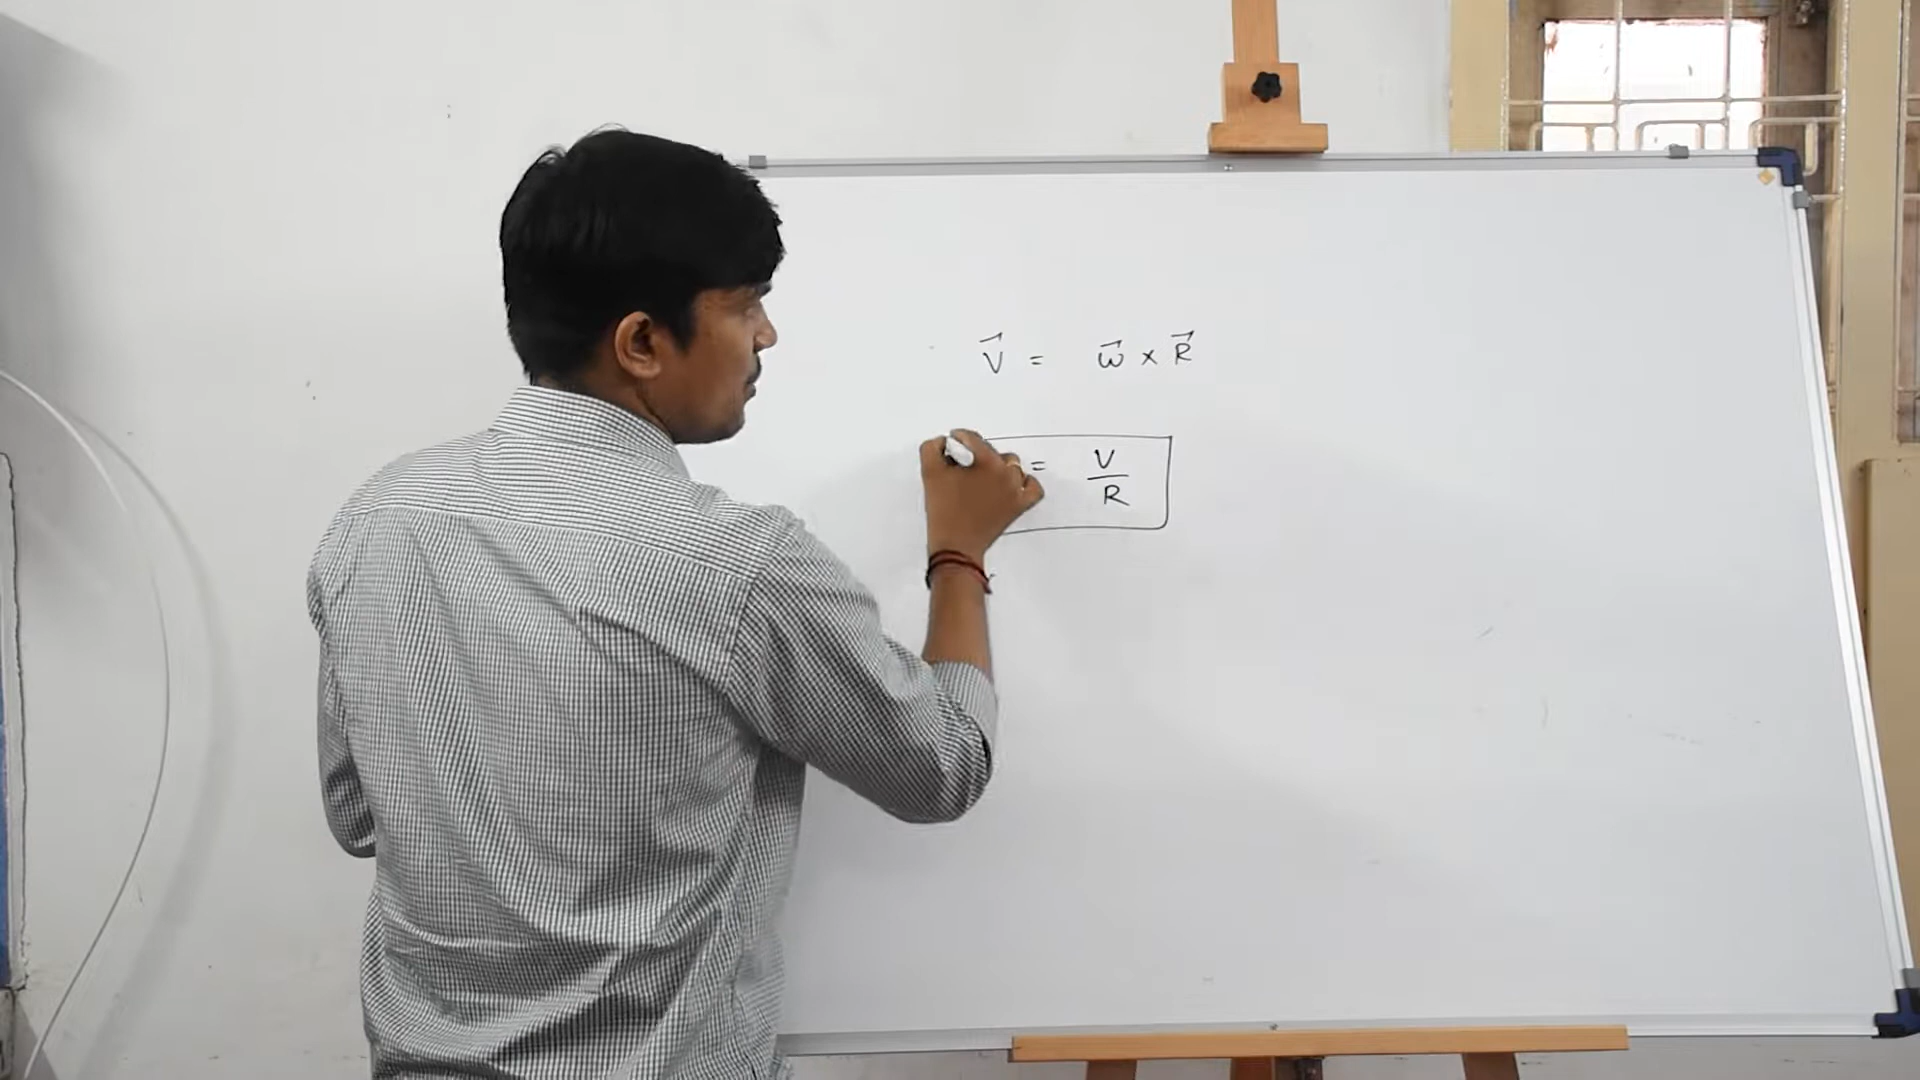 V⃗ = ω⃗ × R⃗
= V/R